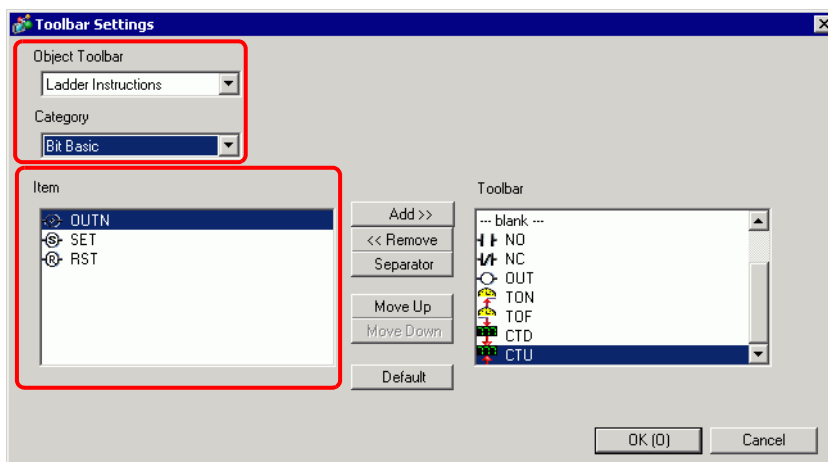 Toolbar Settings
Object Toolbar
Ladder Instructions
Category
Bit Basic
Item
OUTN
S SET
R RST
Add >>
<< Remove
Separator
Move Up
Move Down
Default
Toolbar
--- blank ---
NO
NC
OUT
TON
TOF
CTD
CTU
OK (O)
Cancel